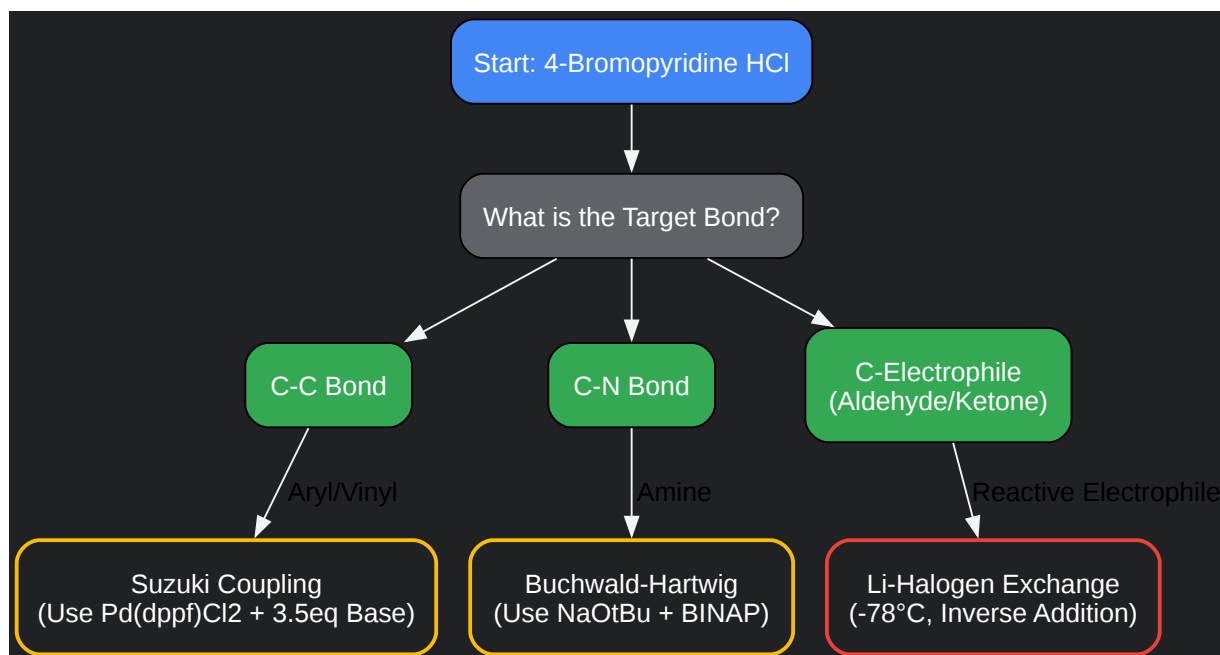 Start: 4-Bromopyridine HCl
What is the Target Bond?
C-C Bond
C-N Bond
C-Electrophile
(Aldehyde/Ketone)
Aryl/Vinyl
Amine
Reactive Electrophile
Suzuki Coupling
(Use Pd(dppf)Cl2 + 3.5eq Base)
Buchwald-Hartwig
(Use NaOtBu + BINAP)
Li-Halogen Exchange
(-78°C, Inverse Addition)